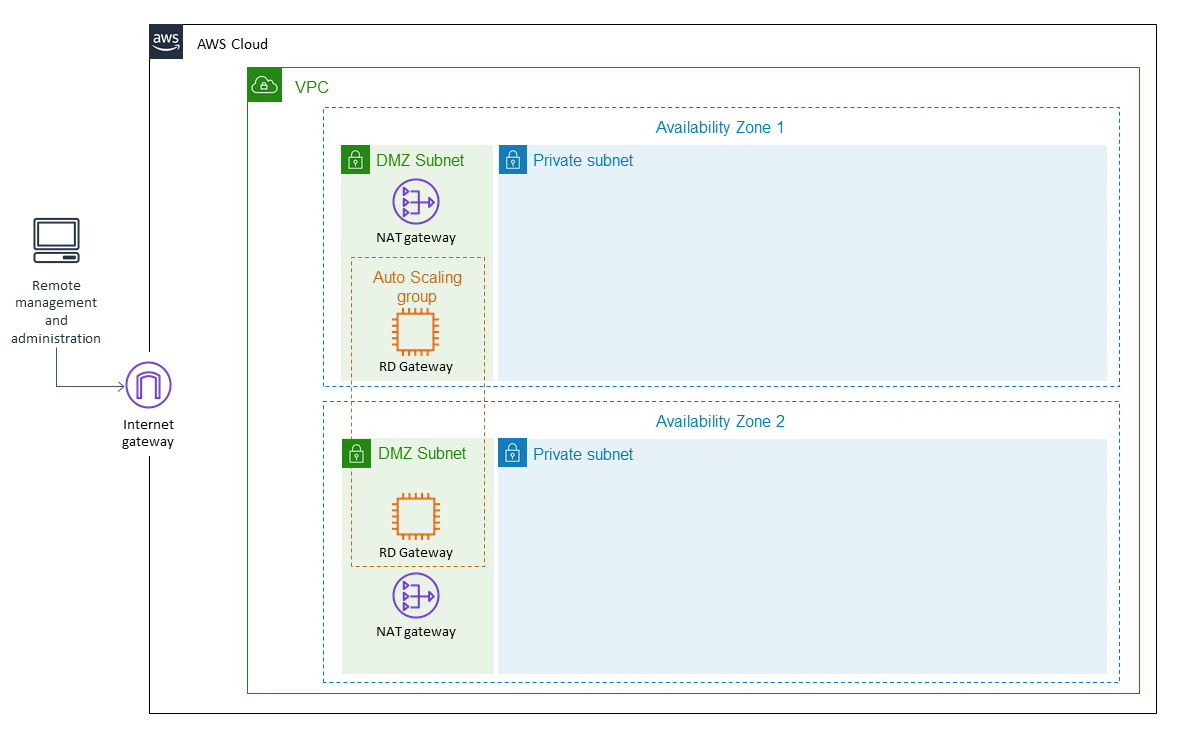 aws
AWS Cloud
VPC
Availability Zone 1
DMZ Subnet
Private subnet
NAT gateway
Auto Scaling
group
RD Gateway
Remote
management
and
administration
Internet
gateway
Availability Zone 2
DMZ Subnet
Private subnet
RD Gateway
NAT gateway